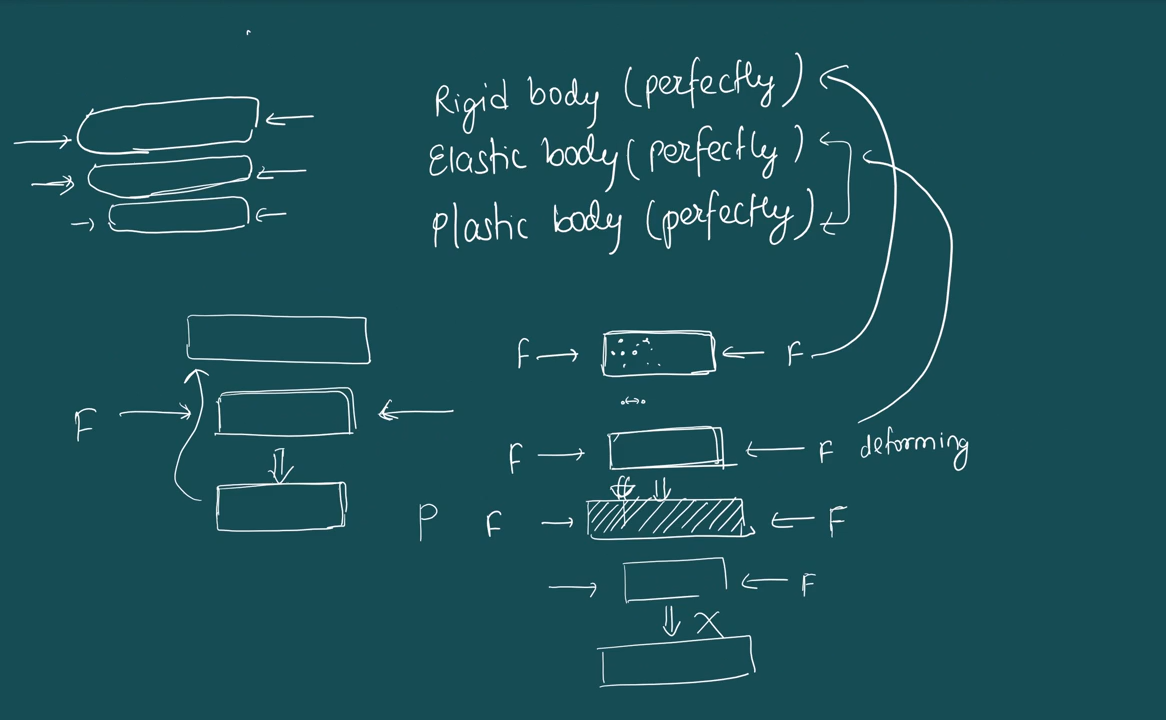 Rigid body (perfectly)
Elastic body (perfectly)
Plastic body (perfectly)
F F
F
F F deforming
P F F
F